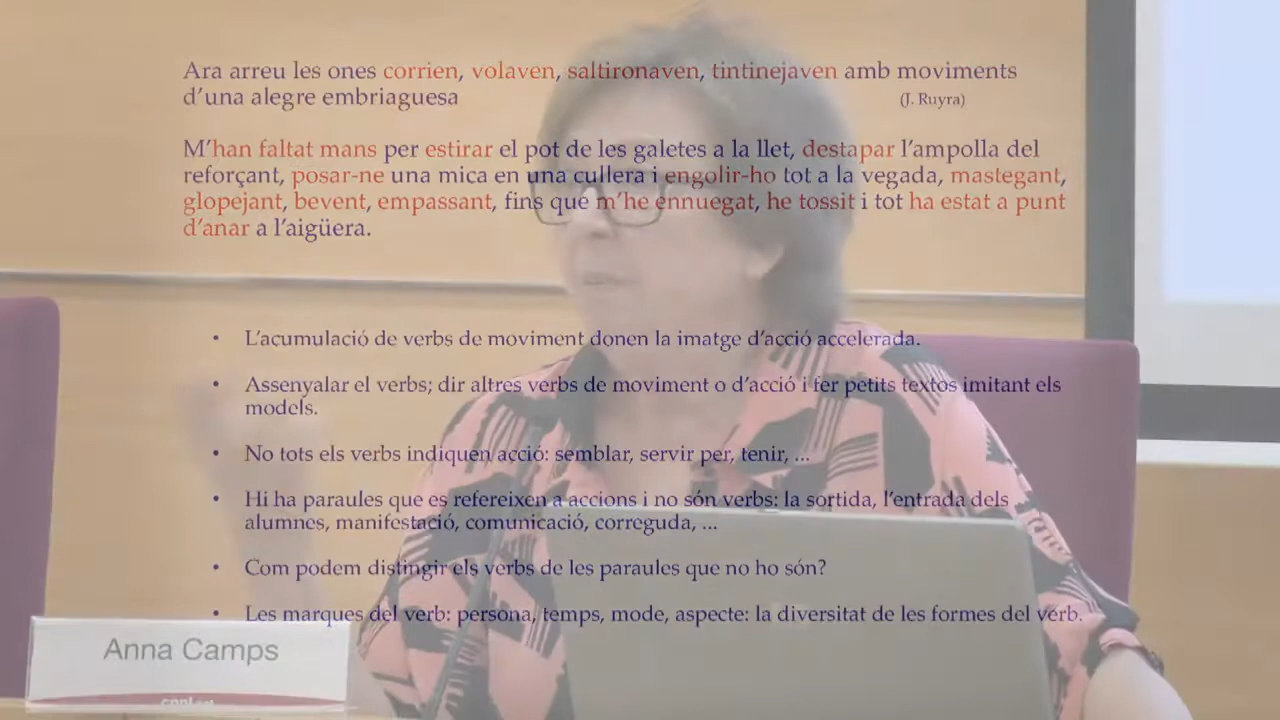 Ara arreu les ones corrien, volaven, saltironaven, tintinejaven amb moviments
d'una alegre embriaguesa (J. Ruyra)
M'han faltat mans per estirar el pot de les galetes a la llet, destapar l'ampolla del
reforçant, posar-ne una mica en una cullera i engolir-ho tot a la vegada, mastegant,
glopejant, bevent, empassant, fins que m'he ennuegat, he tossit i tot ha estat a punt
d'anar a l'aigüera.
• L'acumulació de verbs de moviment donen la imatge d'acció accelerada.
• Assenyalar el verbs; dir altres verbs de moviment o d'acció i fer petits textos imitant els
models.
• No tots els verbs indiquen acció: semblar, servir per, tenir, ...
• Hi ha paraules que es refereixen a accions i no són verbs: la sortida, l'entrada dels
alumnes, manifestació, comunicació, correguda, ...
• Com podem distingir els verbs de les paraules que no ho són?
• Les marques del verb: persona, temps, mode, aspecte: la diversitat de les formes del verb.
Anna Camps